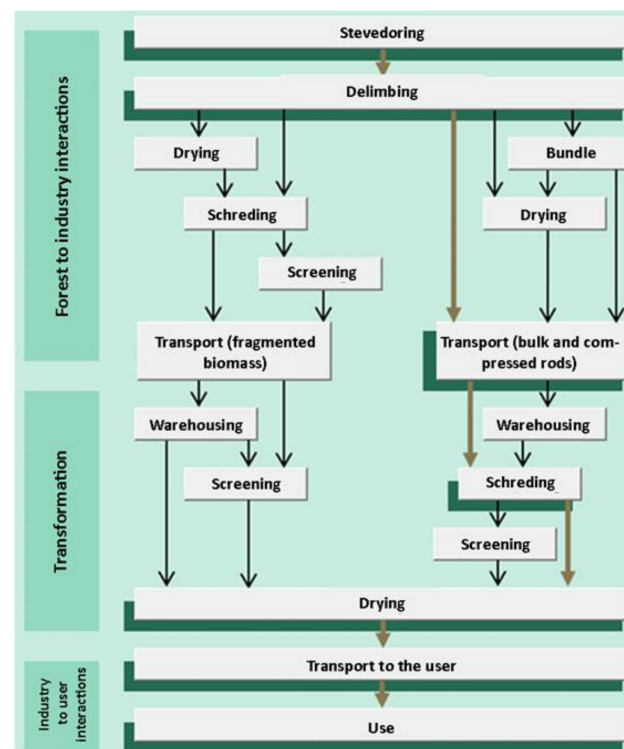 Stevedoring
Delimbing
Drying
Bundle
Schreding
Drying
Screening
Transport (fragmented
biomass)
Transport (bulk and com-
pressed rods)
Warehousing
Warehousing
Screening
Schreding
Screening
Drying
Transport to the user
Use
Forest to industry interactions
Transformation
Industry
to user
interactions